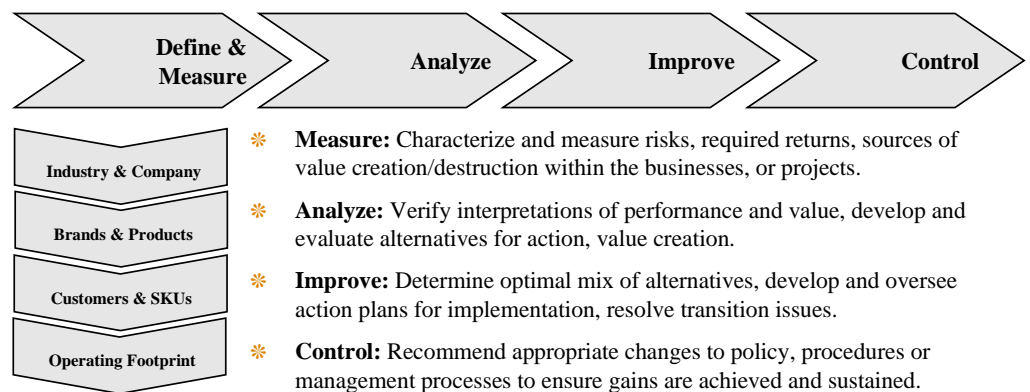 Define &
Measure
Analyze
Improve
Control
Industry & Company
Brands & Products
Customers & SKUs
Operating Footprint
Measure: Characterize and measure risks, required returns, sources of
value creation/destruction within the businesses, or projects.
Analyze: Verify interpretations of performance and value, develop and
evaluate alternatives for action, value creation.
Improve: Determine optimal mix of alternatives, develop and oversee
action plans for implementation, resolve transition issues.
Control: Recommend appropriate changes to policy, procedures or
management processes to ensure gains are achieved and sustained.